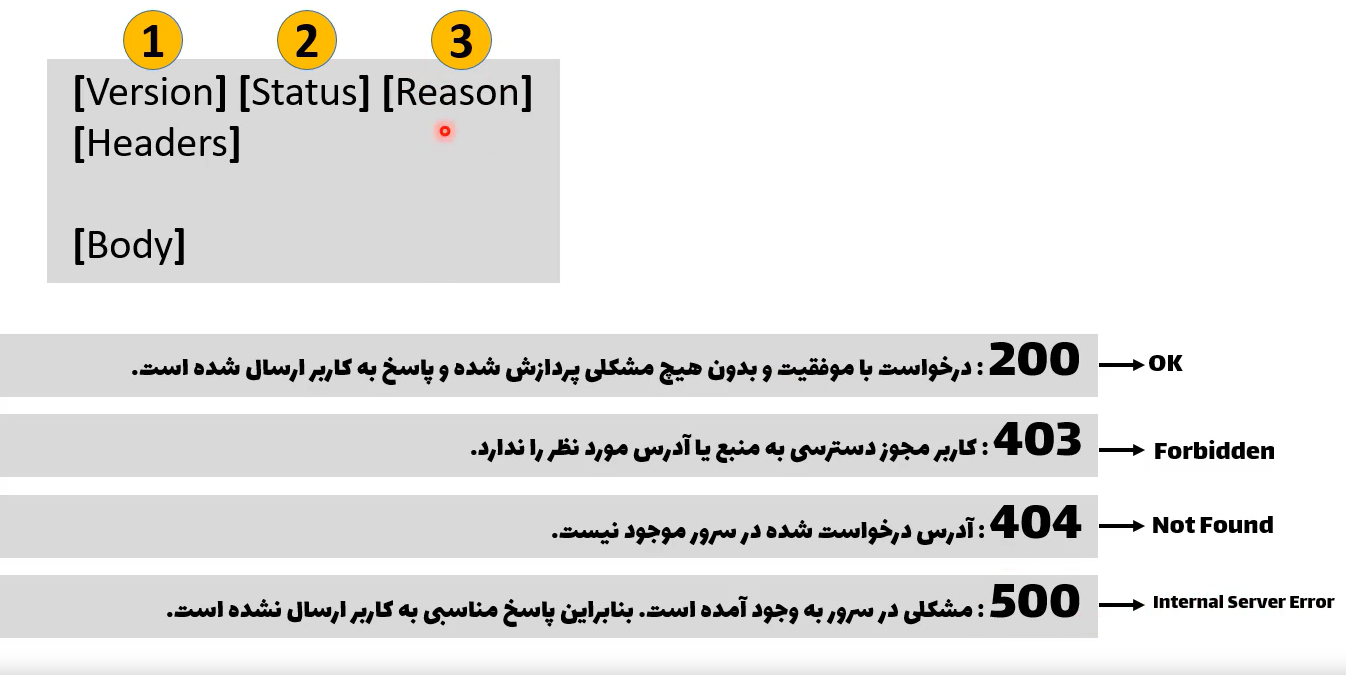 1 2 3
[Version] [Status] [Reason]
[Headers]
[Body]
200 : درخواست با موفقیت و بدون هیچ مشکلی پردازش شده و پاسخ به کاربر ارسال شده است. OK
403 : کاربر مجوز دسترسی به منبع یا آدرس مورد نظر را ندارد. Forbidden
404 : آدرس درخواست شده در سرور موجود نیست. Not Found
500 : مشکلی در سرور به وجود آمده است. بنابراین پاسخ مناسبی به کاربر ارسال نشده است. Internal Server Error